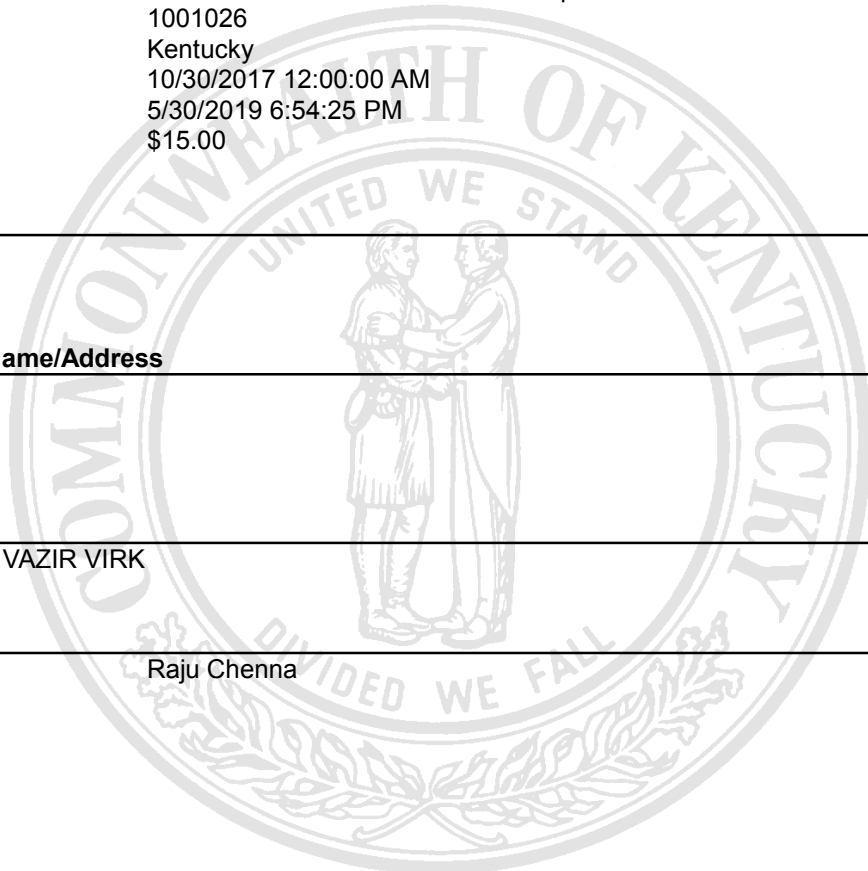 1001026
Kentucky
10/30/2017 12:00:00 AM
5/30/2019 6:54:25 PM
$15.00
COMMONWEALTH OF KENTUCKY
UNITED WE STAND
ame/Address
VAZIR VIRK
DIVIDED WE FALL
Raju Chenna